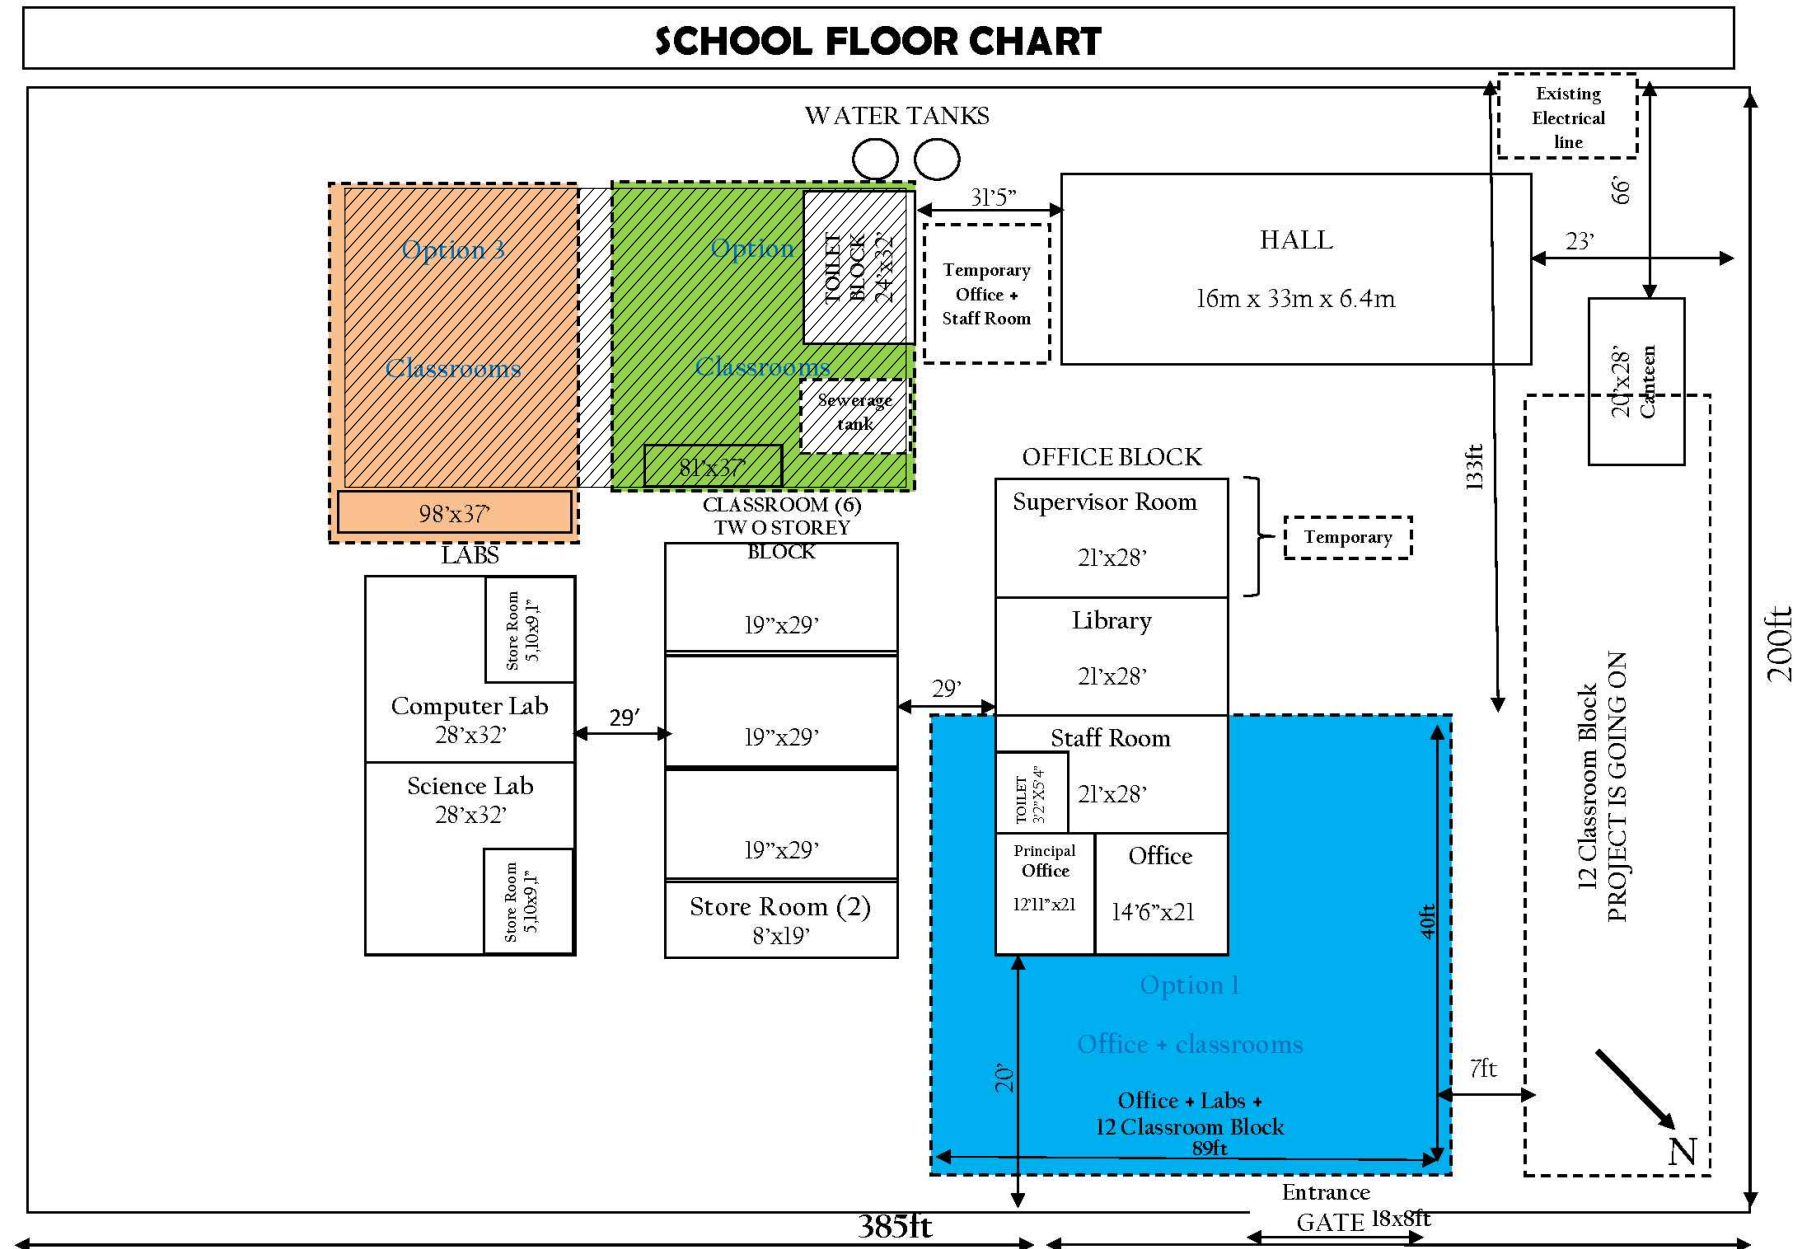 SCHOOL FLOOR CHART
WATER TANKS
Existing
Electrical
line
66'
31'5"
23'
Option 3
Classrooms
98'x37'
Option
Classrooms
81'x37'
TOILET
BLOCK
24'x32'
Sewerage
tank
Temporary
Office +
Staff Room
HALL
16m x 33m x 6.4m
20'x28'
Canteen
133ft
200ft
OFFICE BLOCK
Supervisor Room
21'x28'
Temporary
Library
21'x28'
Staff Room
21'x28'
TOILET
3'2"X5'4"
Principal
Office
12'11"x21
Office
14'6"x21
LABS
Store Room
5,10x9,1"
Computer Lab
28'x32'
Science Lab
28'x32'
Store Room
5,10x9,1"
29'
CLASSROOM (6)
TWO STOREY
BLOCK
19"x29'
19"x29'
19"x29'
Store Room (2)
8'x19'
29'
20'
Option 1
Office + classrooms
Office + Labs +
12 Classroom Block
89ft
40ft
7ft
12 Classroom Block
PROJECT IS GOING ON
N
Entrance
GATE 18x8ft
385ft